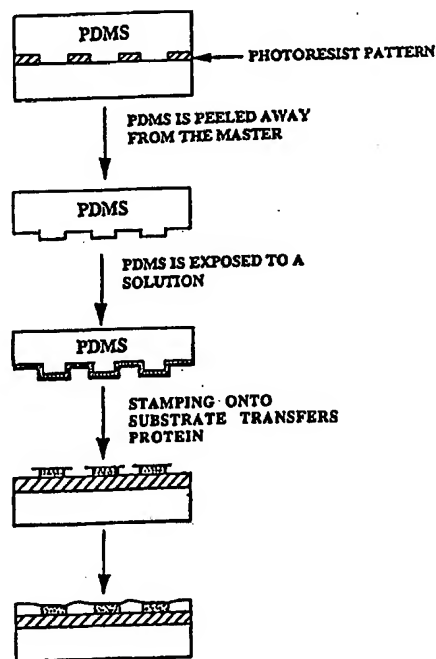 PDMS
PHOTORESIST PATTERN
PDMS IS PEELED AWAY
FROM THE MASTER
PDMS
PDMS IS EXPOSED TO A
SOLUTION
PDMS
STAMPING ONTO
SUBSTRATE TRANSFERS
PROTEIN